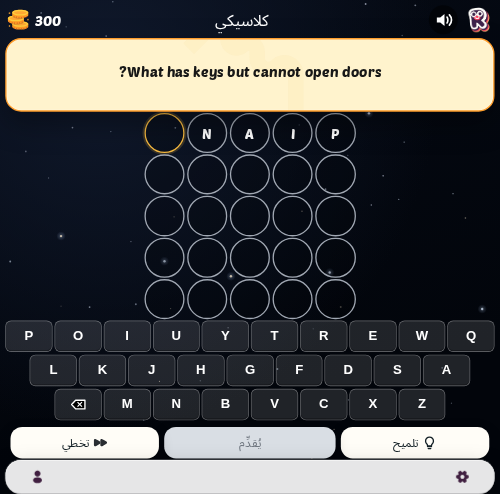 300
كلاسيكي
?What has keys but cannot open doors
N A I P
P O I U Y T R E W Q
L K J H G F D S A
M N B V C X Z
تخطي
يُقدِّم
تلميح